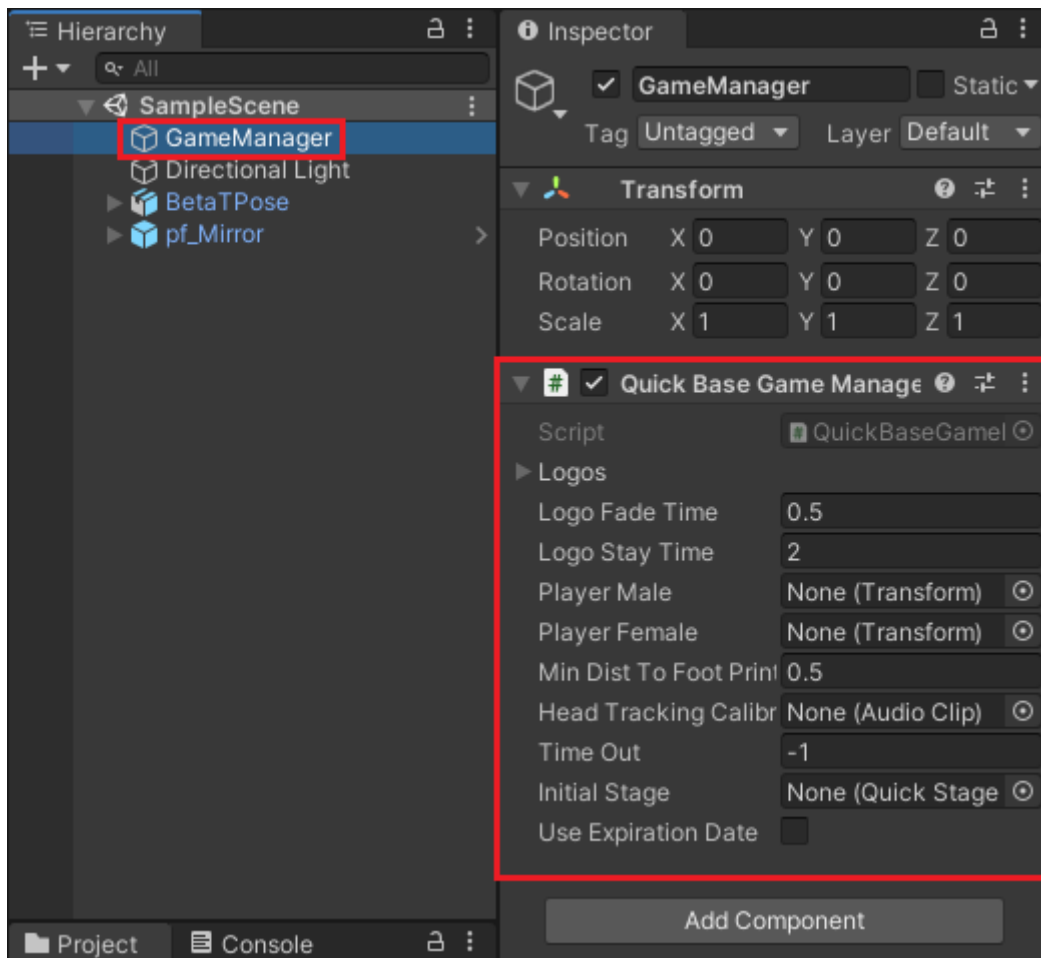 Hierarchy
All
SampleScene
GameManager
Directional Light
BetaTPose
pf_Mirror
Project Console
Inspector
GameManager Static
Tag Untagged Layer Default
Transform
Position X 0 Y 0 Z 0
Rotation X 0 Y 0 Z 0
Scale X 1 Y 1 Z 1
# Quick Base Game Manage
Script # QuickBaseGameI
Logos
Logo Fade Time 0.5
Logo Stay Time 2
Player Male None (Transform)
Player Female None (Transform)
Min Dist To Foot Print 0.5
Head Tracking Calibr None (Audio Clip)
Time Out -1
Initial Stage None (Quick Stage
Use Expiration Date
Add Component